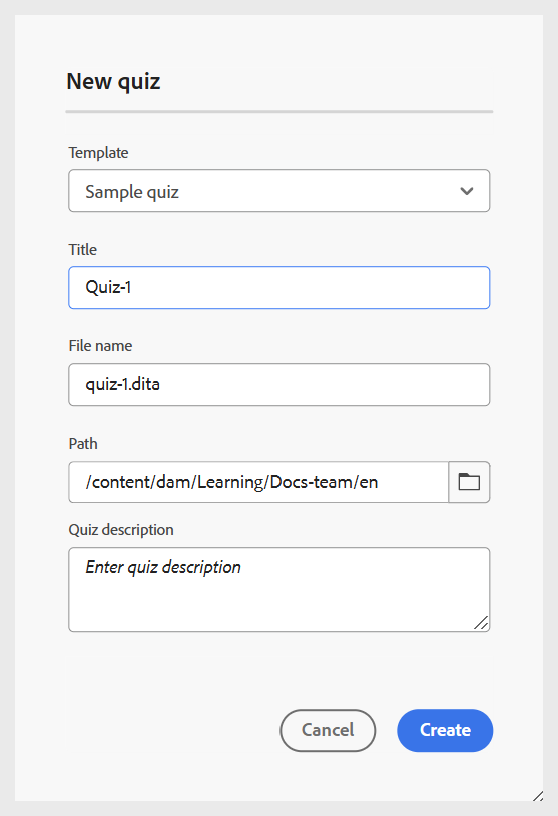 New quiz
Template
Sample quiz
Title
Quiz-1
File name
quiz-1.dita
Path
/content/dam/Learning/Docs-team/en
Quiz description
Enter quiz description
Cancel
Create